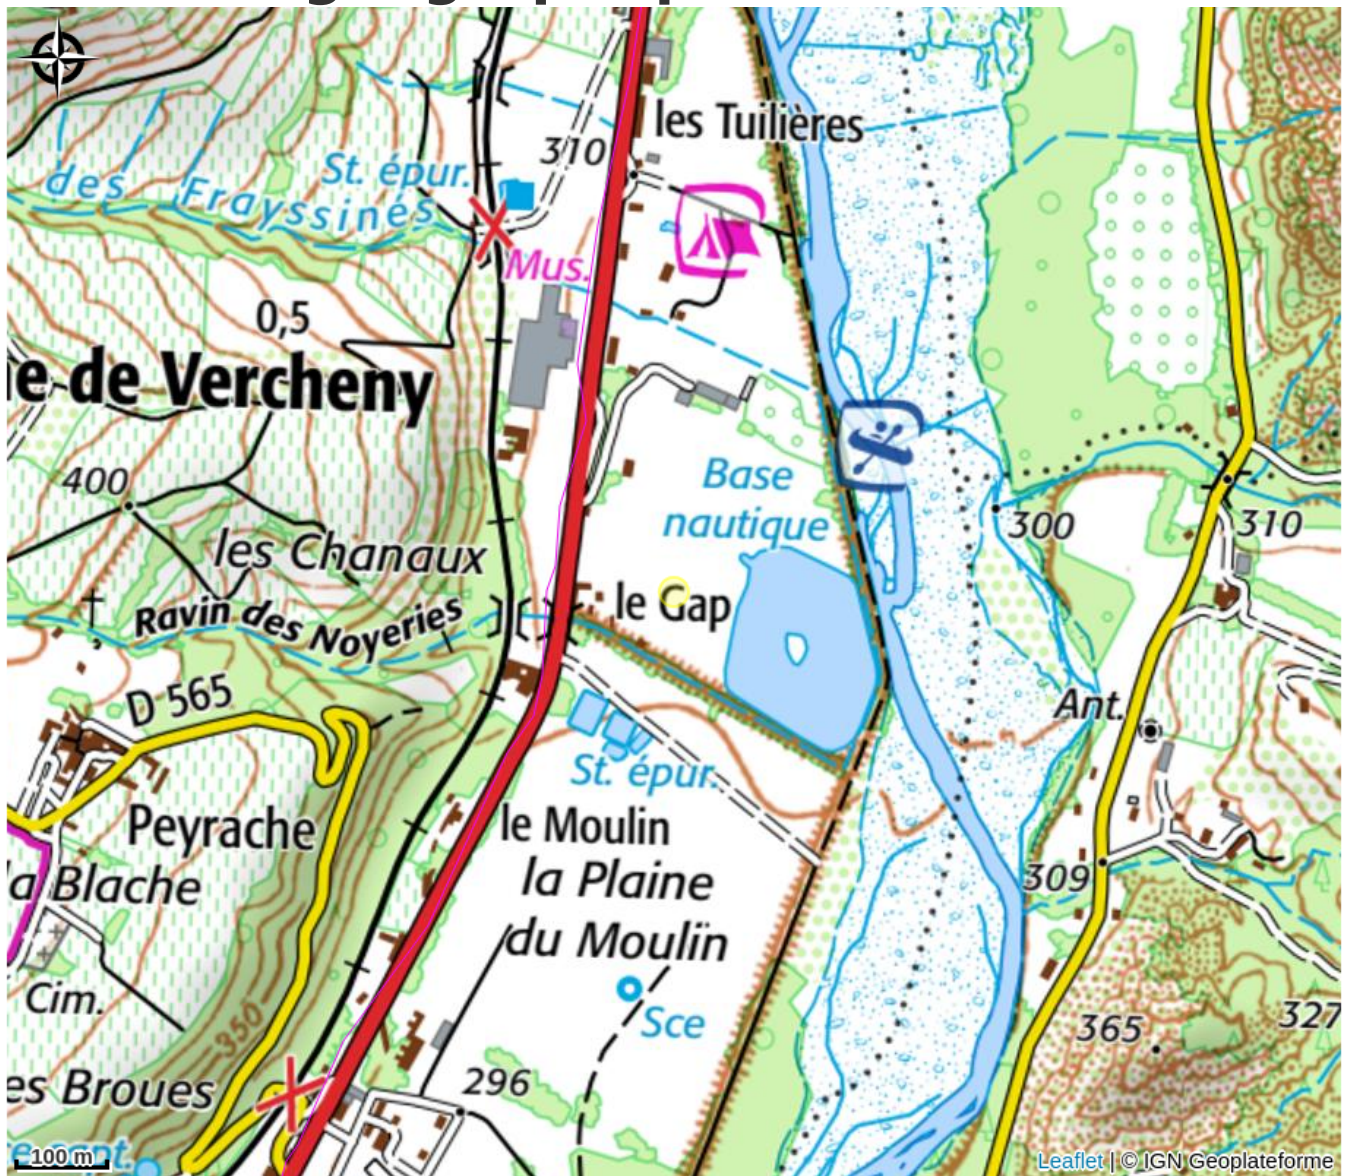 les Tuilières
310
St. épur.
des Frayssinés
Mus.
0,5
de Vercheny
400
Base
nautique
300
310
les Chanaux
le Gap
Ravin des Noyeries
D 565
Ant.
St. épur.
Peyrache
le Moulin
la Plaine
du Moulin
Blache
309
Cim.
Sce
350
365
327
296
Broues
100 m
Leaflet | © IGN Geoplateforme